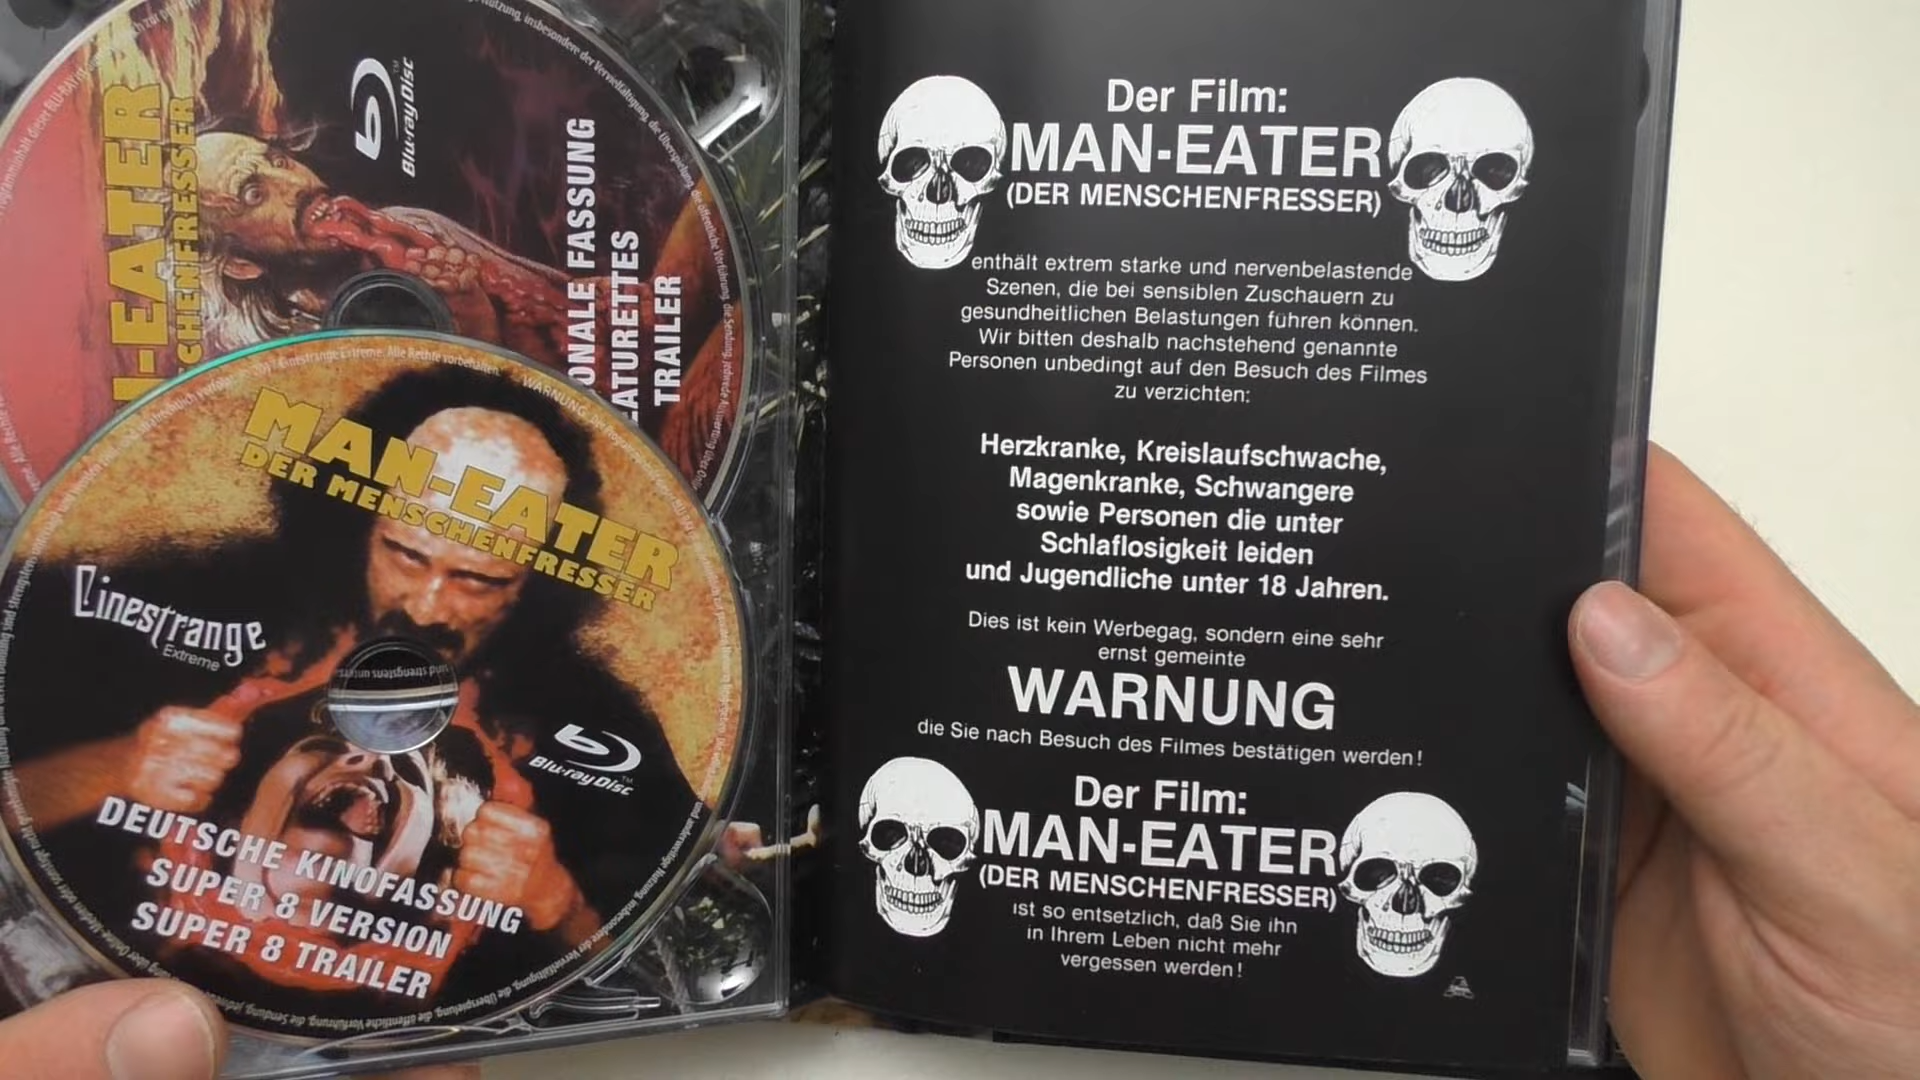 MAN-EATER
DER MENSCHENFRESSER
Cinestrange
Extreme
Blu-ray Disc
DEUTSCHE KINOFASSUNG
SUPER 8 VERSION
SUPER 8 TRAILER
-EATER
CHENFRESSER
Blu-ray Disc
ONALE FASSUNG
EATURETTES
TRAILER
Der Film:
MAN-EATER
(DER MENSCHENFRESSER)
enthält extrem starke und nervenbelastende
Szenen, die bei sensiblen Zuschauern zu
gesundheitlichen Belastungen führen können.
Wir bitten deshalb nachstehend genannte
Personen unbedingt auf den Besuch des Filmes
zu verzichten:
Herzkranke, Kreislaufschwache,
Magenkranke, Schwangere
sowie Personen die unter
Schlaflosigkeit leiden
und Jugendliche unter 18 Jahren.
Dies ist kein Werbegag, sondern eine sehr
ernst gemeinte
WARNUNG
die Sie nach Besuch des Filmes bestätigen werden!
Der Film:
MAN-EATER
(DER MENSCHENFRESSER)
ist so entsetzlich, daß Sie ihn
in Ihrem Leben nicht mehr
vergessen werden!